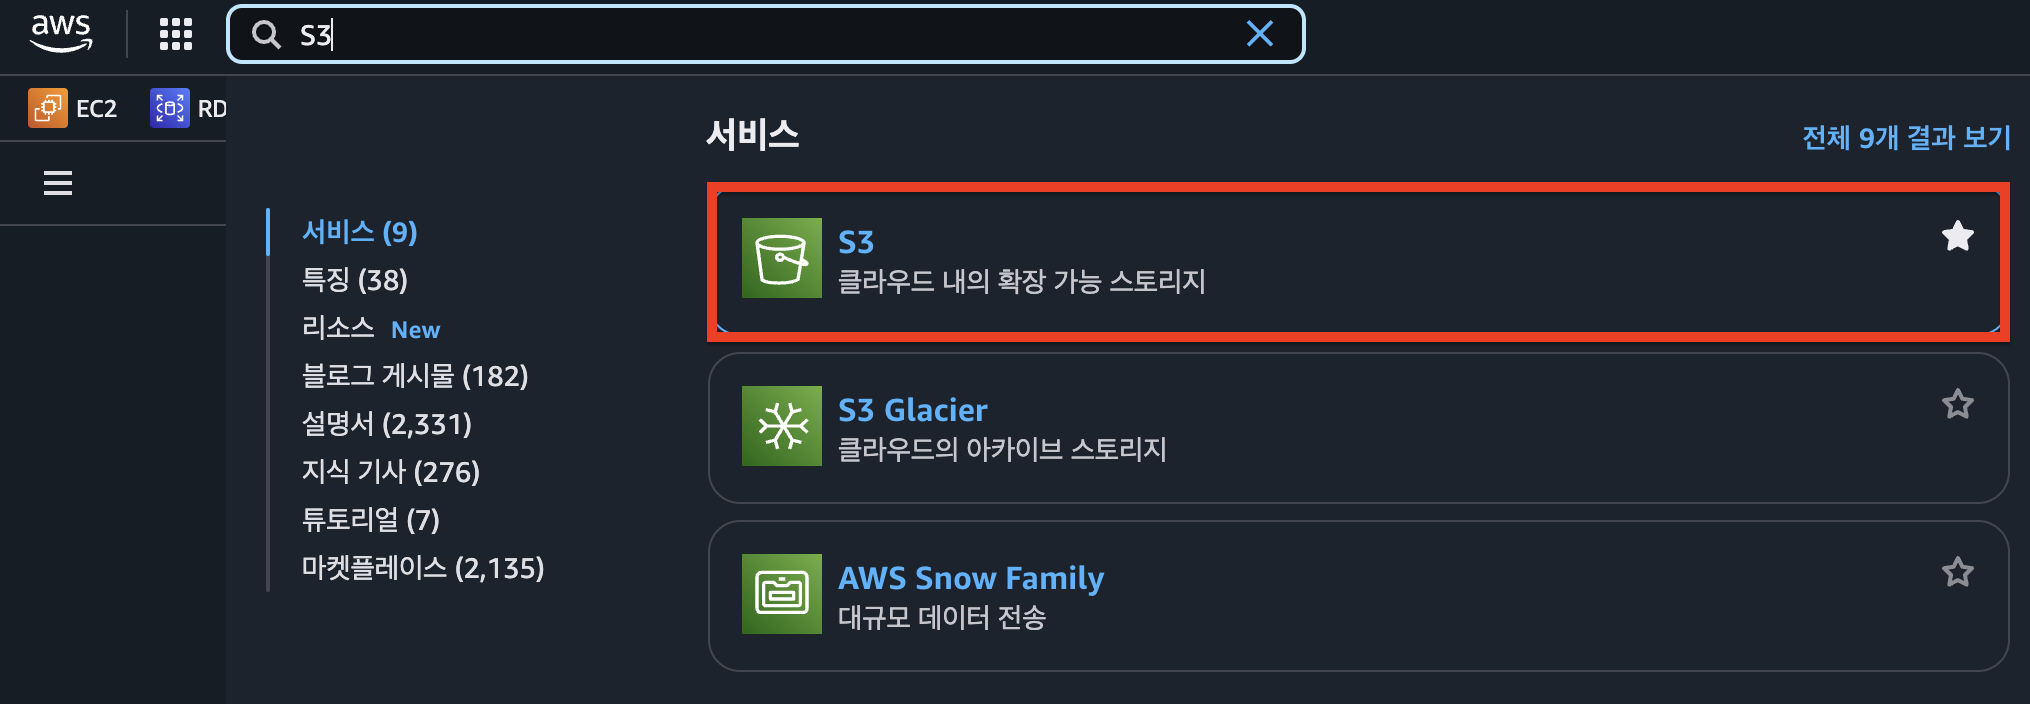 aws
S3
EC2
RD
서비스
전체 9개 결과 보기
서비스 (9)
특징 (38)
리소스 New
블로그 게시물 (182)
설명서 (2,331)
지식 기사 (276)
튜토리얼 (7)
마켓플레이스 (2,135)
S3
클라우드 내의 확장 가능 스토리지
S3 Glacier
클라우드의 아카이브 스토리지
AWS Snow Family
대규모 데이터 전송